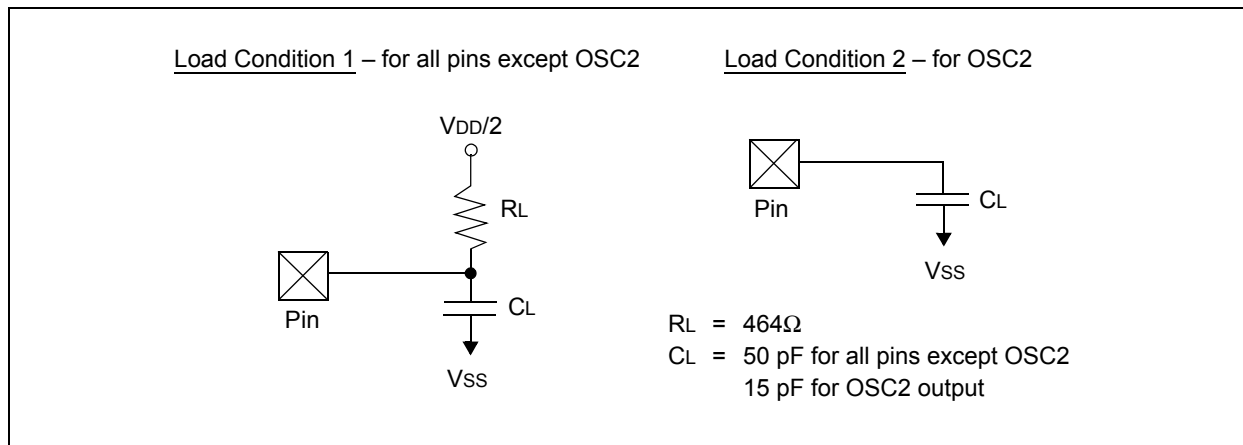 Load Condition 1 – for all pins except OSC2
VDD/2
RL
Pin
CL
VSS
Load Condition 2 – for OSC2
Pin
CL
VSS
RL = 464Ω
CL = 50 pF for all pins except OSC2
15 pF for OSC2 output